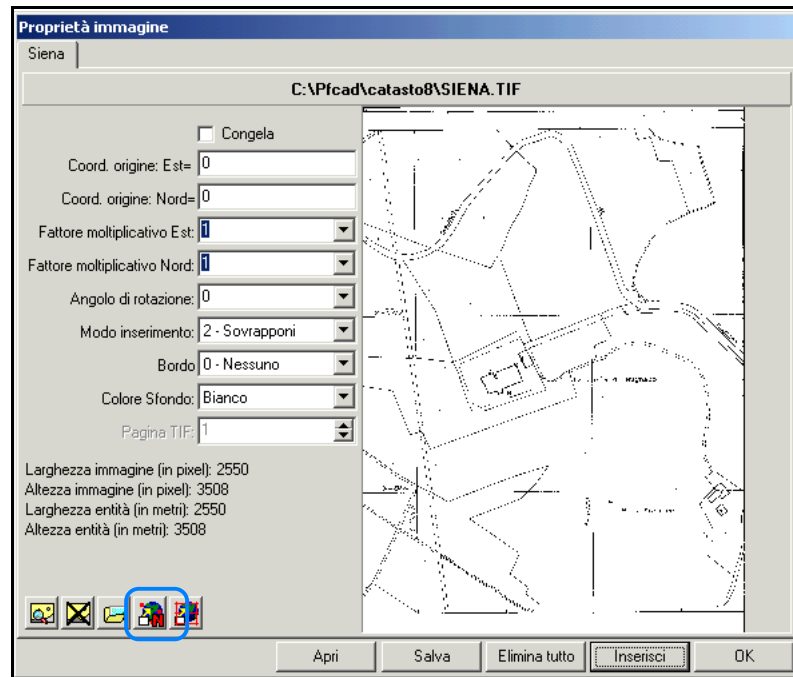 Proprietà immagine
Siena
C:\Pfcad\catasto8\SIENA.TIF
Congela
Coord. origine: Est= 0
Coord. origine: Nord= 0
Fattore moltiplicativo Est: 1
Fattore moltiplicativo Nord: 1
Angolo di rotazione: 0
Modo inserimento: 2 - Sovrapponi
Bordo 0 - Nessuno
Colore Sfondo: Bianco
Pagina TIF: 1
Larghezza immagine (in pixel): 2550
Altezza immagine (in pixel): 3508
Larghezza entità (in metri): 2550
Altezza entità (in metri): 3508
Apri
Salva
Elimina tutto
Inserisci
OK